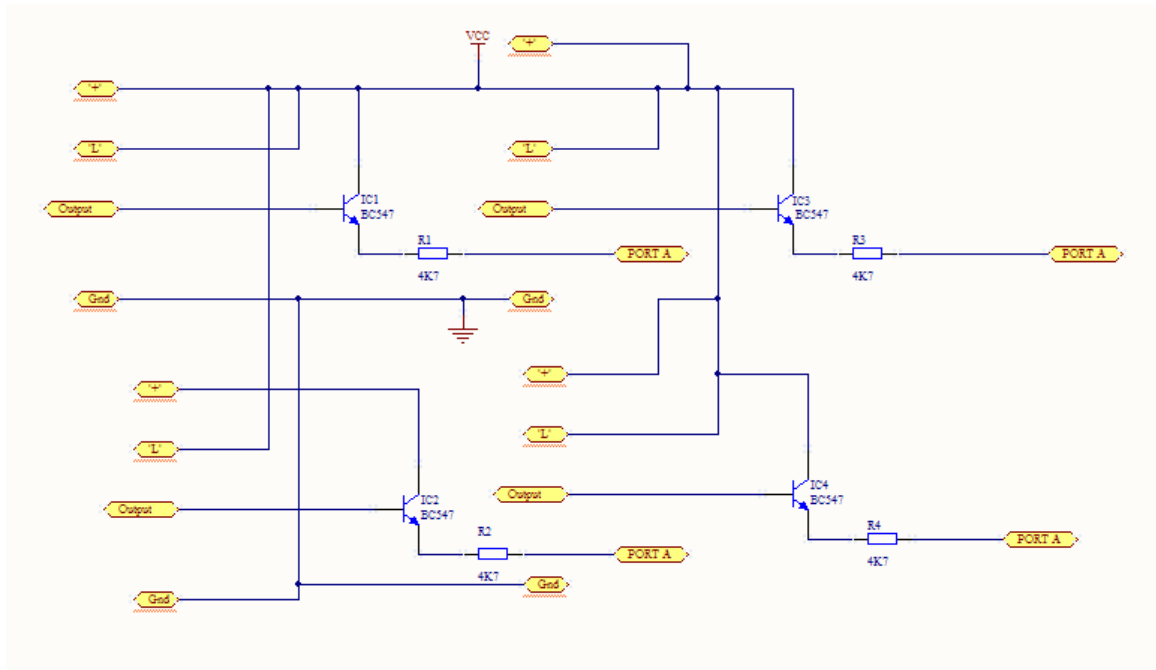 VCC
'+'
'+'
'L'
'L'
Output
IC1
BC547
Output
IC3
BC547
R1
4K7
PORT A
R3
4K7
PORT A
Gnd
Gnd
'+'
'+'
'L'
'L'
Output
IC2
BC547
Output
IC4
BC547
R2
4K7
PORT A
R4
4K7
PORT A
Gnd
Gnd